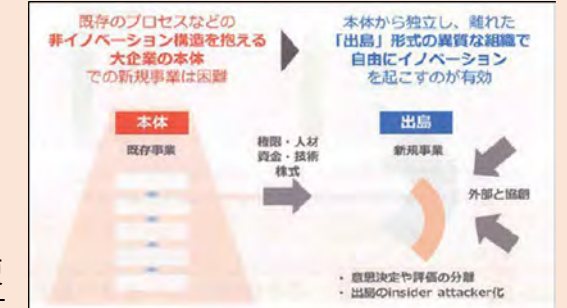 既存のプロセスなどの
非イノベーション構造を抱える
大企業の本体
での新規事業は困難
本体から独立し、離れた
「出島」形式の異質な組織で
自由にイノベーション
を起こすのが有効
本体
既存事業
権限・人材
資金・技術
株式
出島
新規事業
外部と協創
・ 意思決定や評価の分離
・ 出島のinsider attacker化